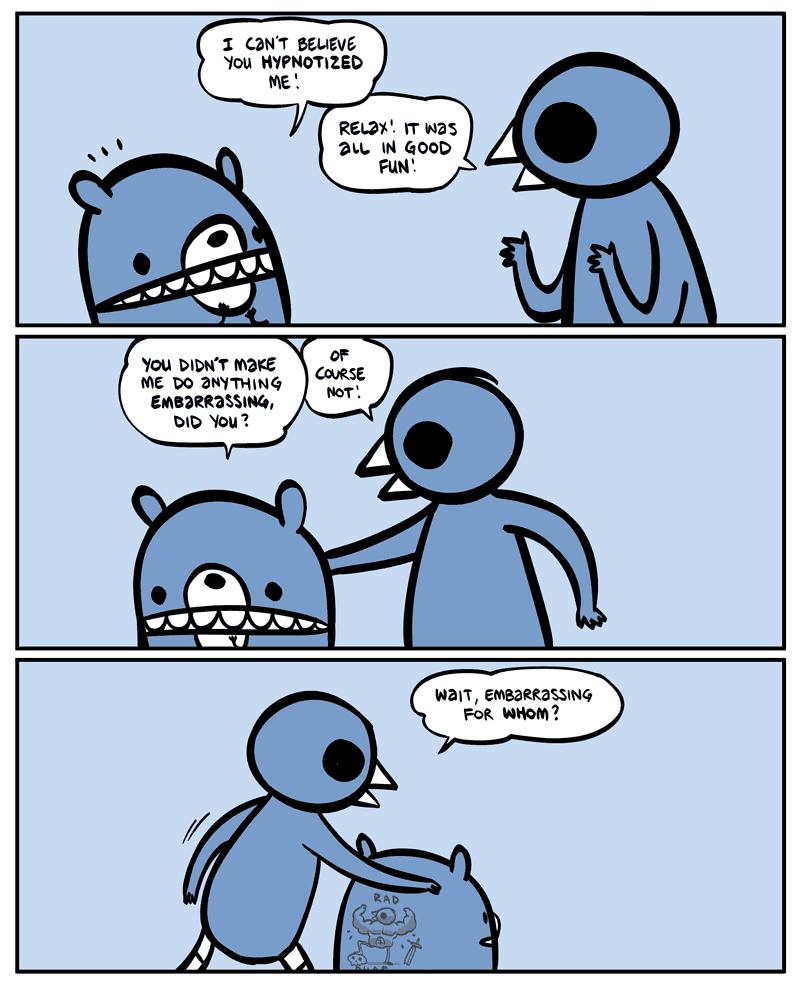 I CAN'T BELIEVE
YOU HYPNOTIZED
ME!
RELAX! IT WAS
ALL IN GOOD
FUN!
YOU DIDN'T MAKE
ME DO ANYTHING
EMBARRASSING,
DID YOU?
OF
COURSE
NOT!
WAIT, EMBARRASSING
FOR WHOM?
RAD
DUDE